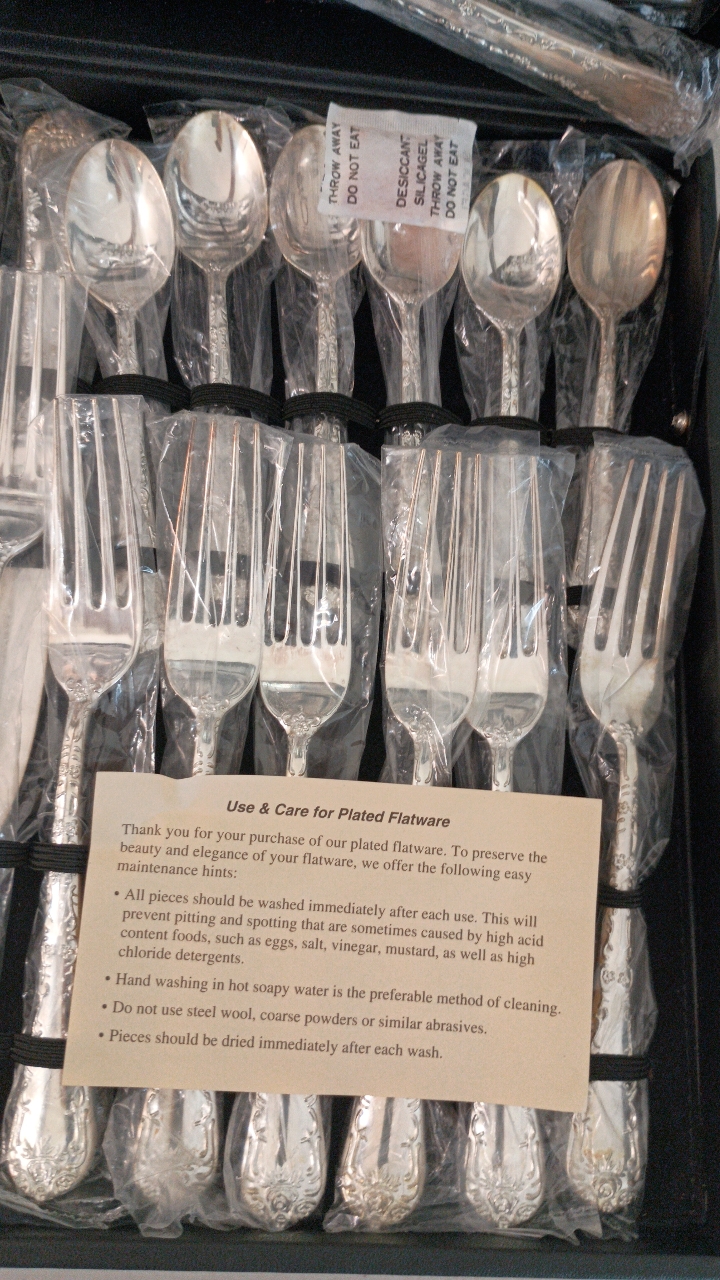 THROW AWAY
DO NOT EAT
DESICCANT
SILICAGEL
THROW AWAY
DO NOT EAT
Use & Care for Plated Flatware
Thank you for your purchase of our plated flatware. To preserve the
beauty and elegance of your flatware, we offer the following easy
maintenance hints:
• All pieces should be washed immediately after each use. This will
prevent pitting and spotting that are sometimes caused by high acid
content foods, such as eggs, salt, vinegar, mustard, as well as high
chloride detergents.
• Hand washing in hot soapy water is the preferable method of cleaning.
• Do not use steel wool, coarse powders or similar abrasives.
• Pieces should be dried immediately after each wash.